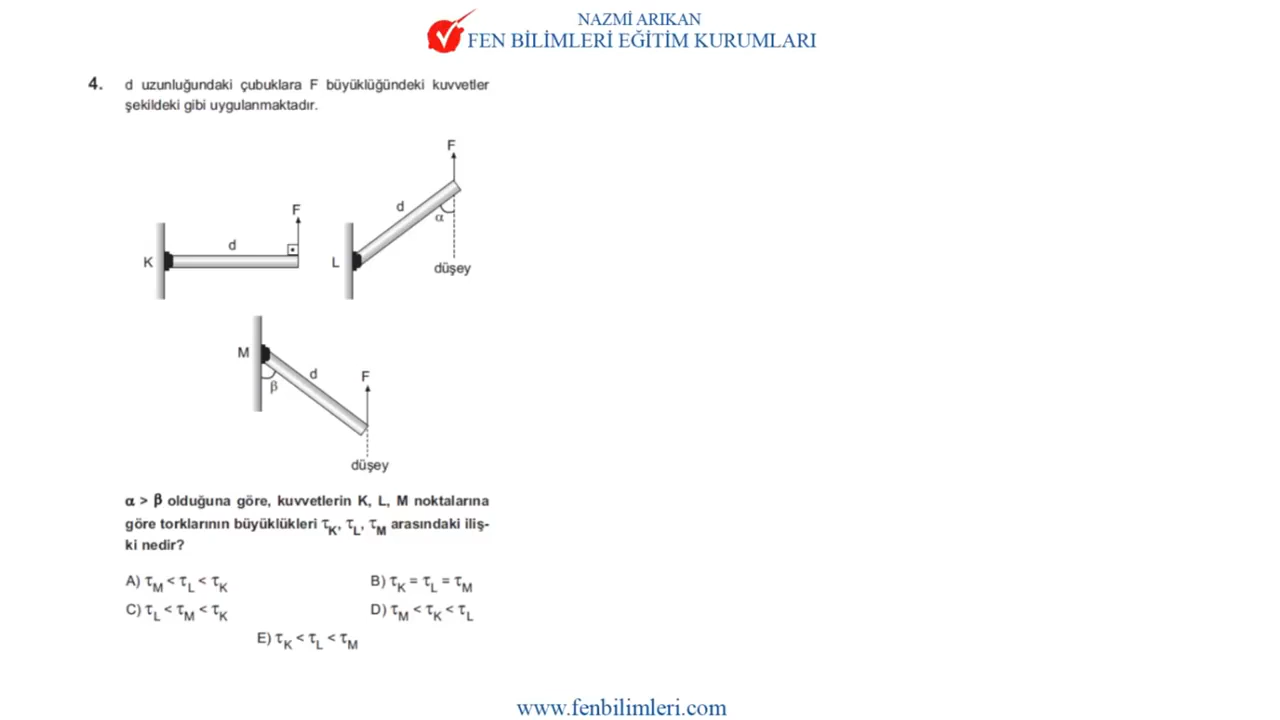 NAZMİ ARIKAN
FEN BİLİMLERİ EĞİTİM KURUMLARI
4. d uzunluğundaki çubuklara F büyüklüğündeki kuvvetler
şekildeki gibi uygulanmaktadır.
F
d
α
L
düşey
F
d
K
M
d
β
F
düşey
α > β olduğuna göre, kuvvetlerin K, L, M noktalarına
göre torklarının büyüklükleri τK, τL, τM arasındaki iliş-
ki nedir?
A) τM < τL < τK B) τK = τL = τM
C) τL < τM < τK D) τM < τK < τL
E) τK < τL < τM
www.fenbilimleri.com